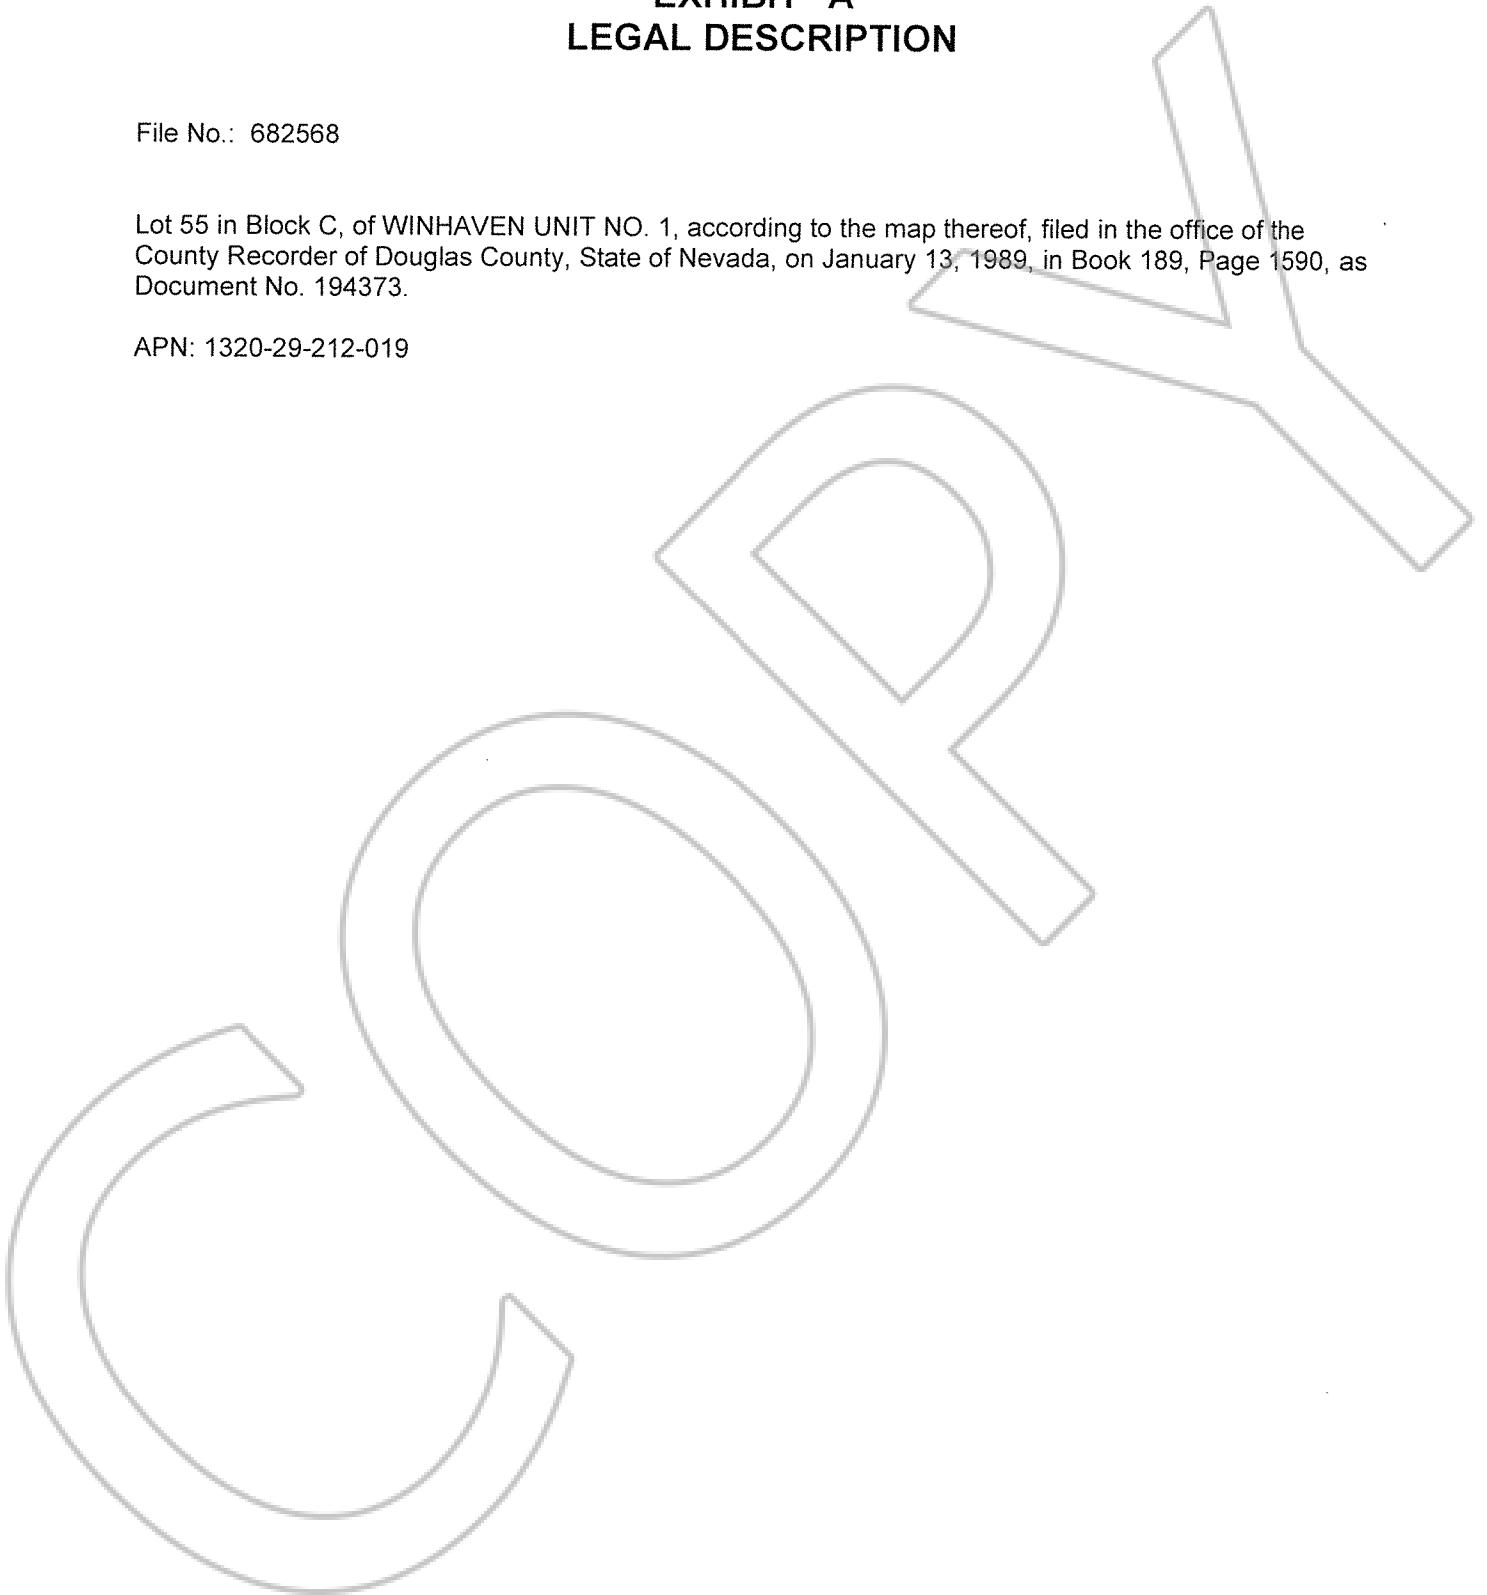 EXHIBIT "A"
LEGAL DESCRIPTION
File No.: 682568
Lot 55 in Block C, of WINHAVEN UNIT NO. 1, according to the map thereof, filed in the office of the
County Recorder of Douglas County, State of Nevada, on January 13, 1989, in Book 189, Page 1590, as
Document No. 194373.
APN: 1320-29-212-019
COPY